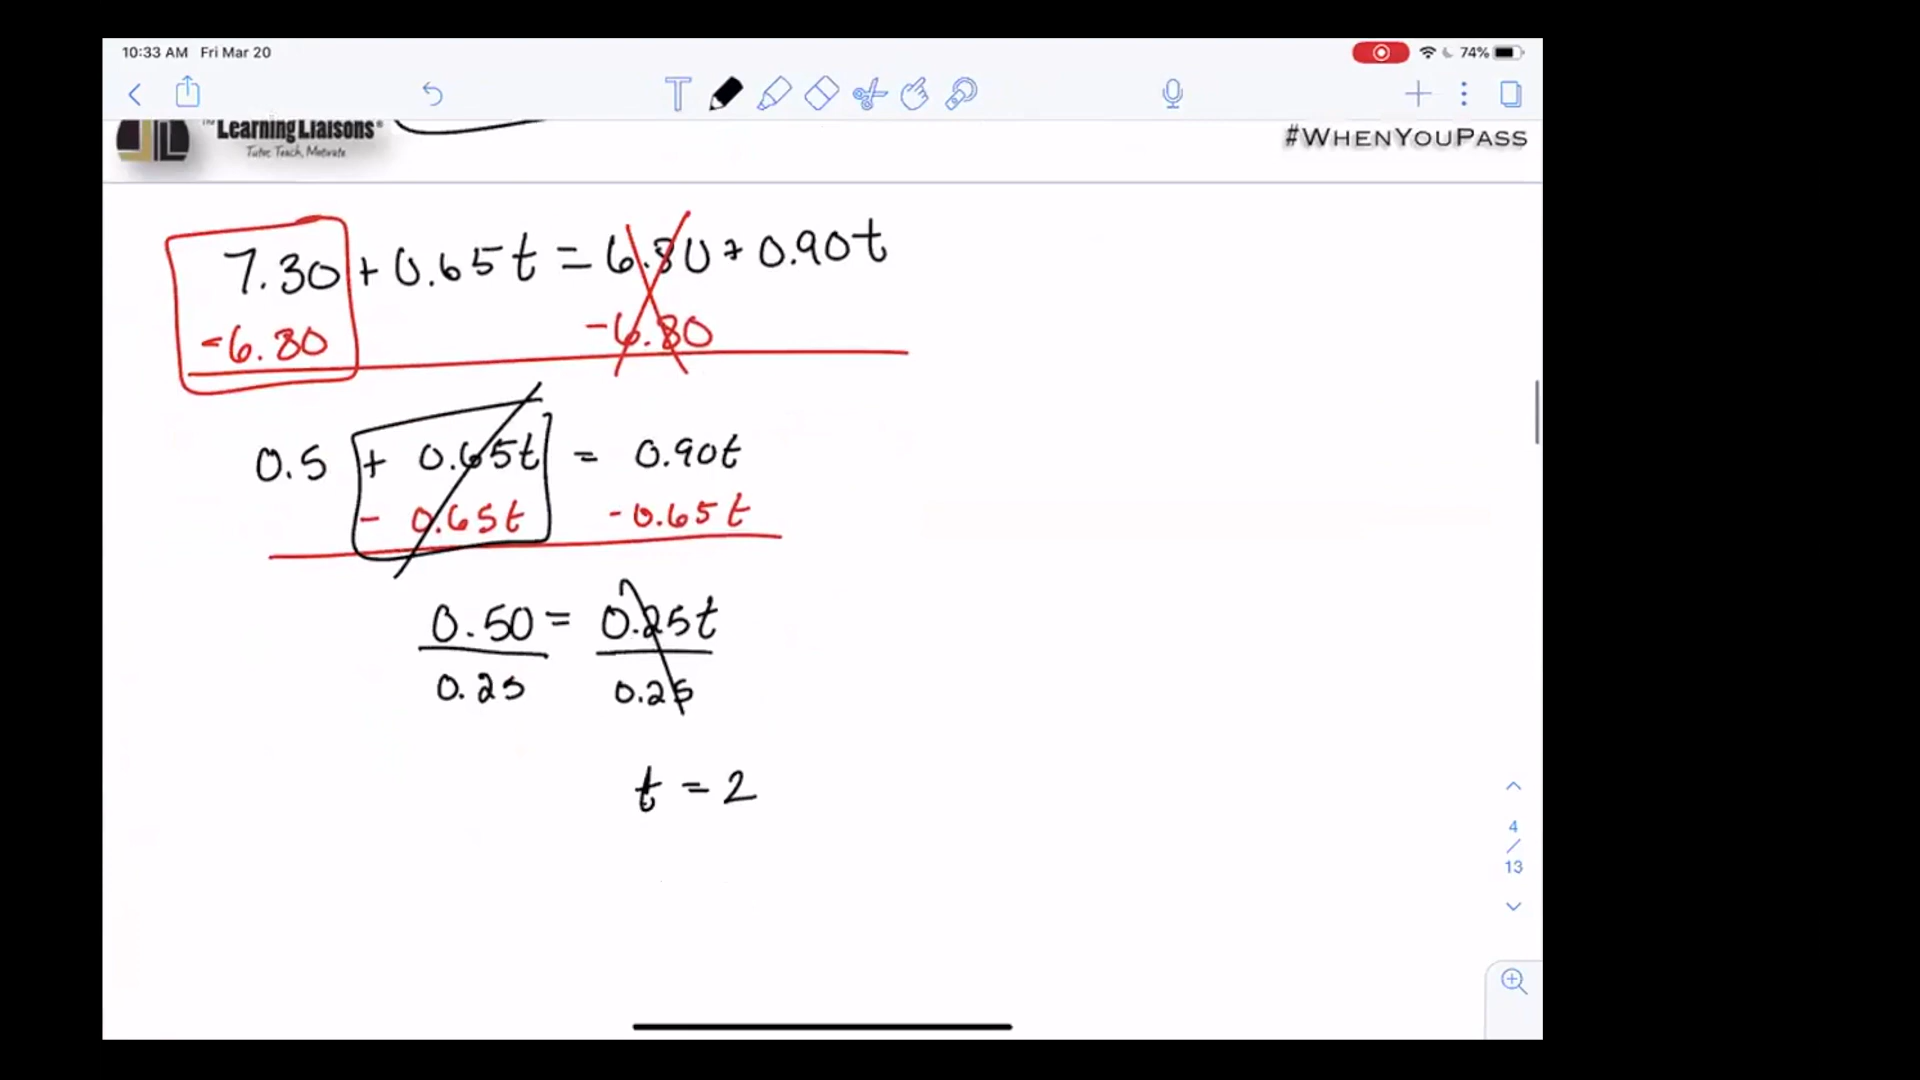 10:33 AM Fri Mar 20 74%
T
The Learning Liaisons® #WHENYOUPASS
Tutor, Teach, Motivate
7.30 + 0.65t = 6.80 + 0.90t
-6.80 -6.80
0.5 + 0.65t = 0.90t
- 0.65t -0.65t
0.50 = 0.25t
0.25 0.25
t = 2
4
/
13